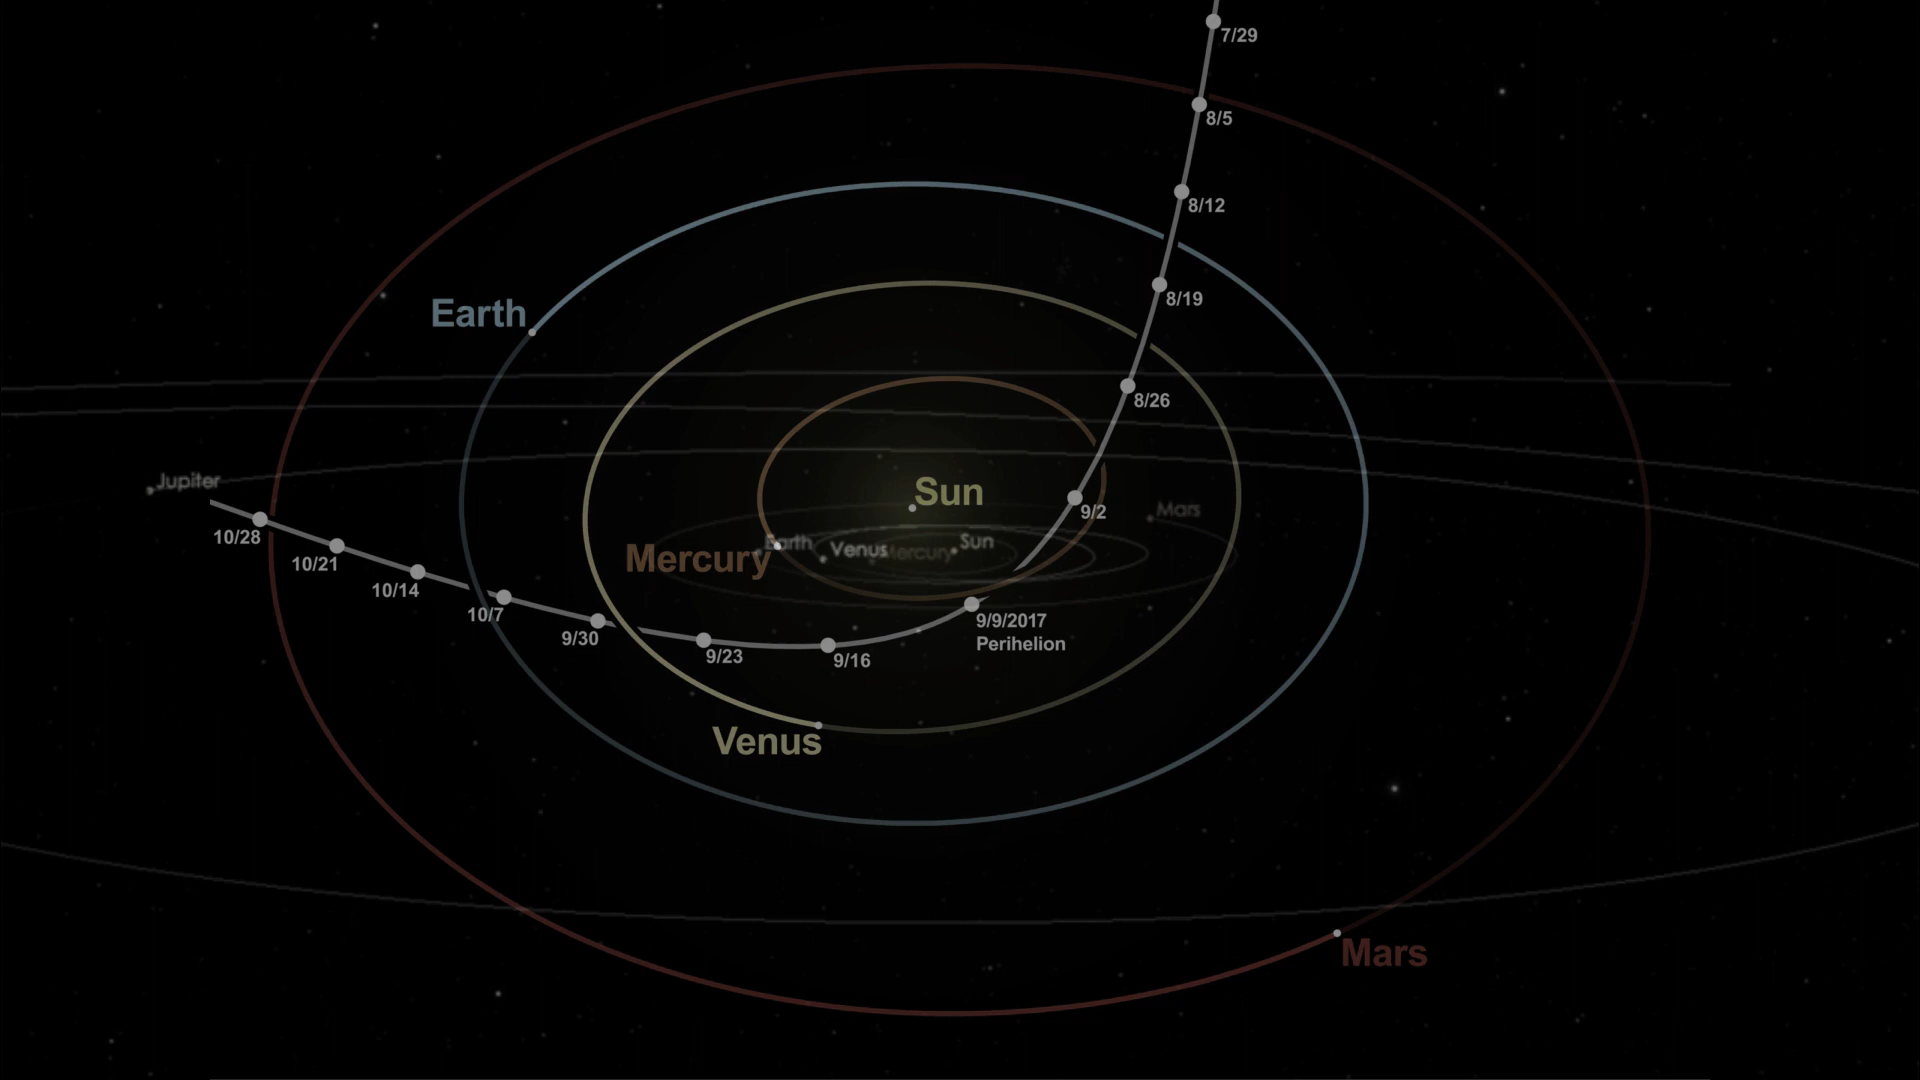 7/29
8/5
8/12
8/19
Earth
8/26
Jupiter
Sun
9/2
Mars
10/28
10/21
Mercury
Earth
Venus
Mercury
Sun
10/14
10/7
9/30
9/23
9/16
9/9/2017
Perihelion
Venus
Mars